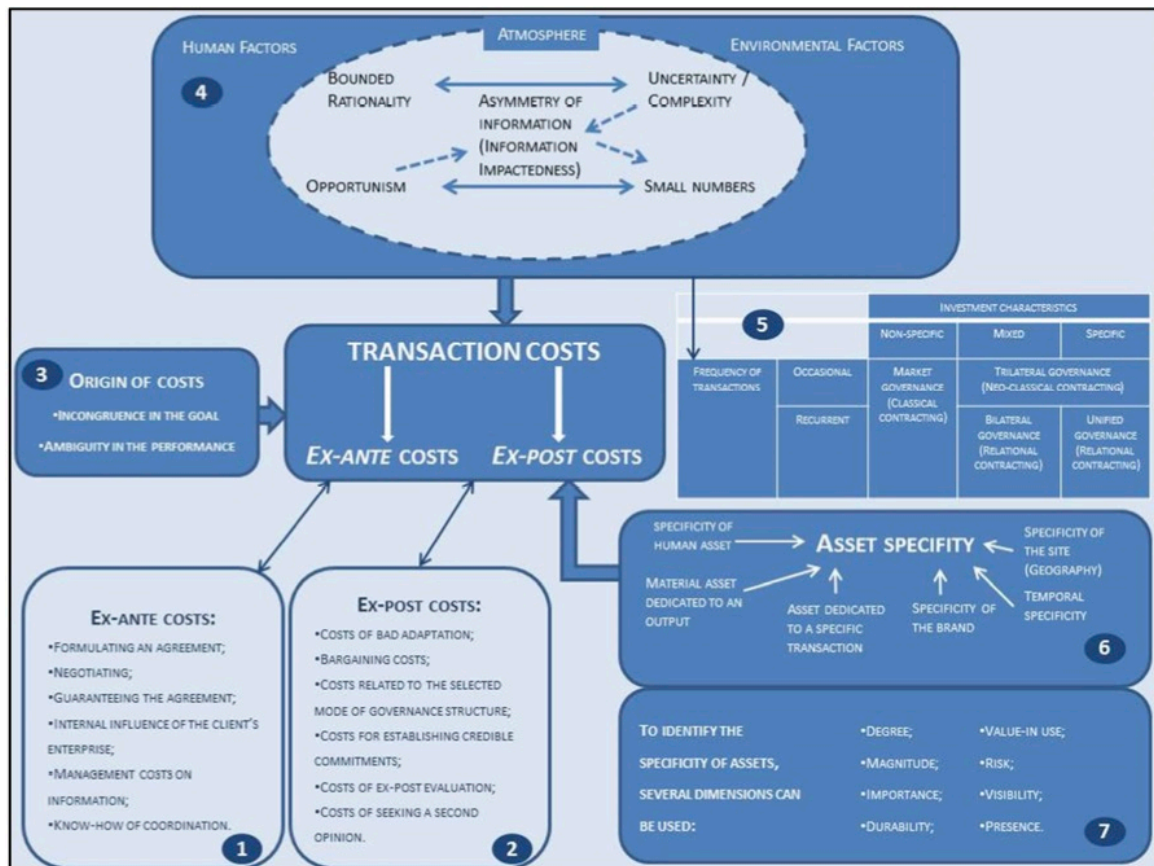 HUMAN FACTORS
ATMOSPHERE
ENVIRONMENTAL FACTORS
4
BOUNDED
RATIONALITY
UNCERTAINTY /
COMPLEXITY
ASYMMETRY OF
INFORMATION
(INFORMATION
IMPACTEDNESS)
OPPORTUNISM
SMALL NUMBERS
TRANSACTION COSTS
EX-ANTE COSTS
EX-POST COSTS
3
ORIGIN OF COSTS
•INCONGRUENCE IN THE GOAL
•AMBIGUITY IN THE PERFORMANCE
5
INVESTMENT CHARACTERISTICS
NON-SPECIFIC
MIXED
SPECIFIC
FREQUENCY OF
TRANSACTIONS
OCCASIONAL
RECURRENT
MARKET
GOVERNANCE
(CLASSICAL
CONTRACTING)
TRILATERAL GOVERNANCE
(NEO-CLASSICAL CONTRACTING)
BILATERAL
GOVERNANCE
(RELATIONAL
CONTRACTING)
UNIFIED
GOVERNANCE
(RELATIONAL
CONTRACTING)
EX-ANTE COSTS:
•FORMULATING AN AGREEMENT;
•NEGOTIATING;
•GUARANTEEING THE AGREEMENT;
•INTERNAL INFLUENCE OF THE CLIENT'S
ENTERPRISE;
•MANAGEMENT COSTS ON
INFORMATION;
•KNOW-HOW OF COORDINATION.
1
EX-POST COSTS:
•COSTS OF BAD ADAPTATION;
•BARGAINING COSTS;
•COSTS RELATED TO THE SELECTED
MODE OF GOVERNANCE STRUCTURE;
•COSTS FOR ESTABLISHING CREDIBLE
COMMITMENTS;
•COSTS OF EX-POST EVALUATION;
•COSTS OF SEEKING A SECOND
OPINION.
2
SPECIFICITY OF
HUMAN ASSET
ASSET SPECIFITY
SPECIFICITY OF
THE SITE
(GEOGRAPHY)
MATERIAL ASSET
DEDICATED TO AN
OUTPUT
ASSET DEDICATED
TO A SPECIFIC
TRANSACTION
SPECIFICITY OF
THE BRAND
TEMPORAL
SPECIFICITY
6
TO IDENTIFY THE
SPECIFICITY OF ASSETS,
SEVERAL DIMENSIONS CAN
BE USED:
•DEGREE;
•MAGNITUDE;
•IMPORTANCE;
•DURABILITY;
•VALUE-IN USE;
•RISK;
•VISIBILITY;
•PRESENCE.
7